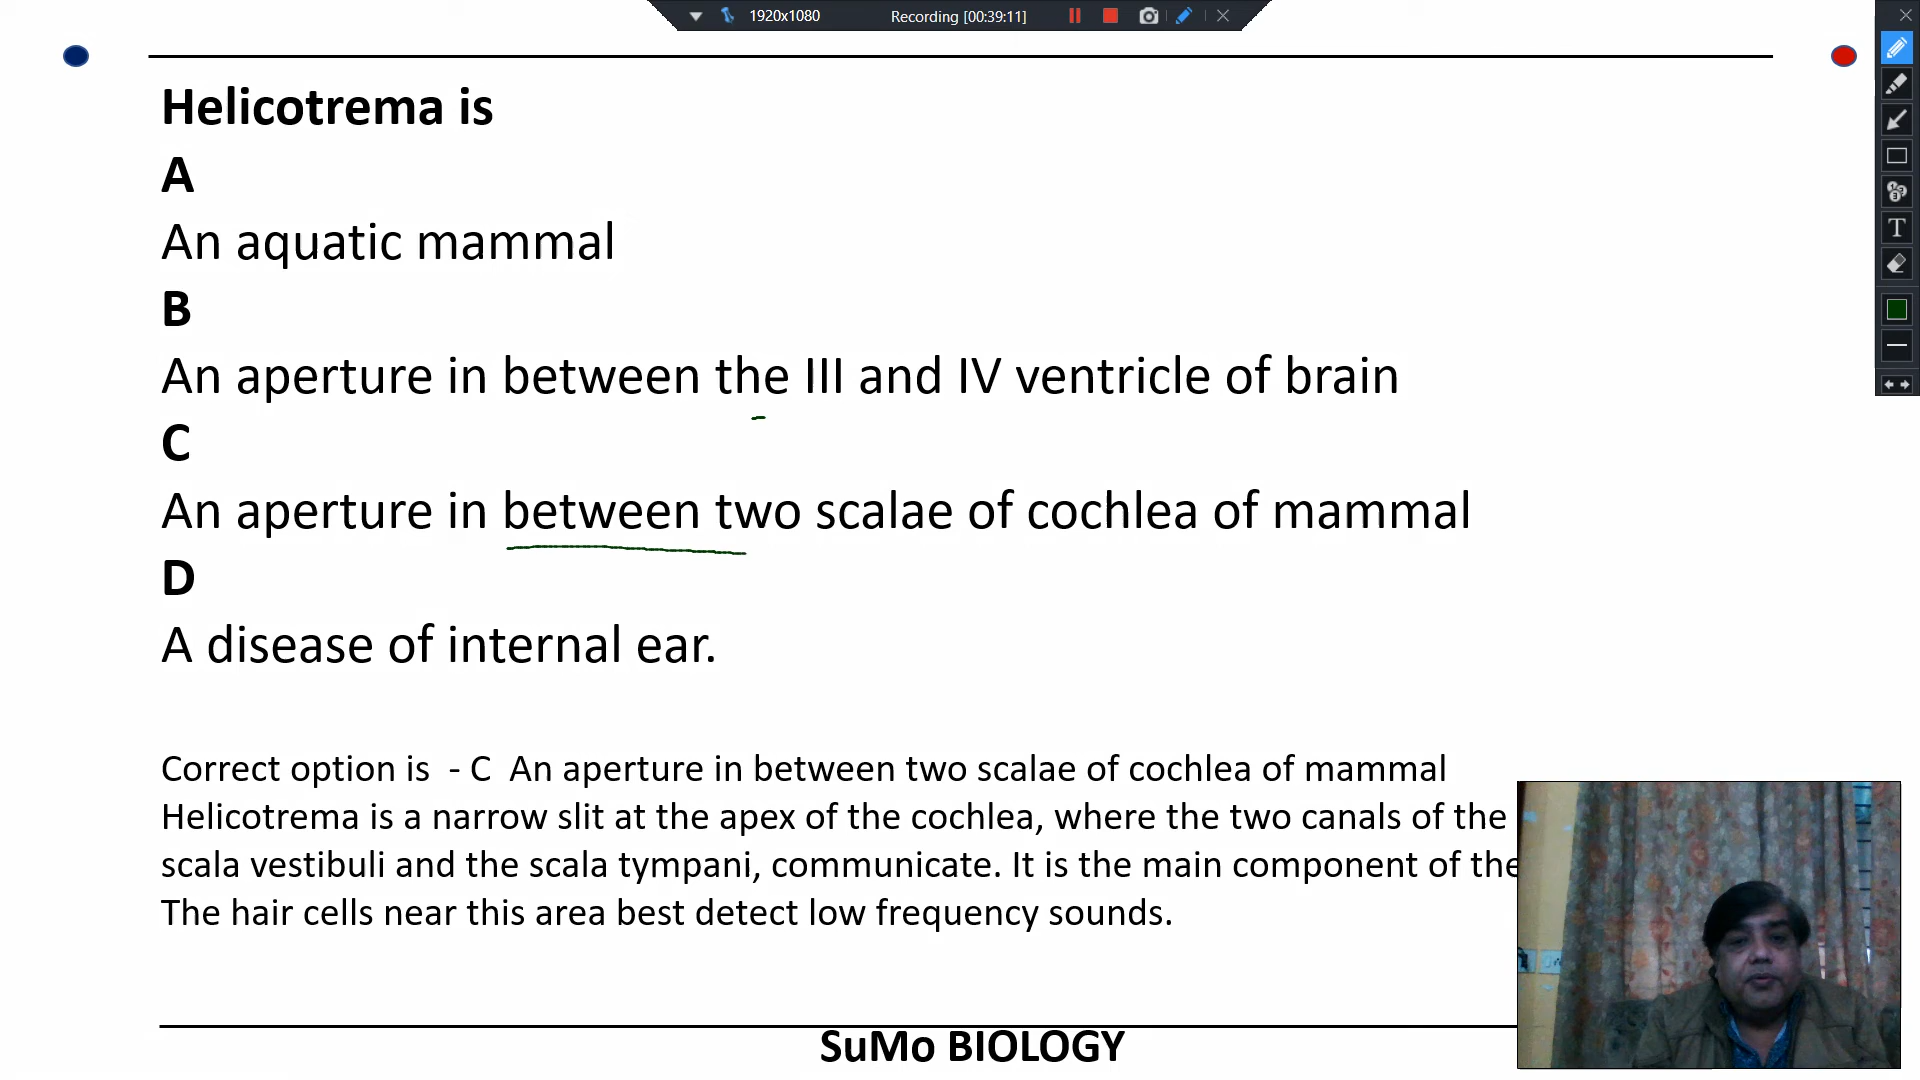 1920x1080 Recording [00:39:11]
Helicotrema is
A
An aquatic mammal
B
An aperture in between the III and IV ventricle of brain
C
An aperture in between two scalae of cochlea of mammal
D
A disease of internal ear.
Correct option is - C An aperture in between two scalae of cochlea of mammal
Helicotrema is a narrow slit at the apex of the cochlea, where the two canals of the
scala vestibuli and the scala tympani, communicate. It is the main component of the
The hair cells near this area best detect low frequency sounds.
SuMo BIOLOGY